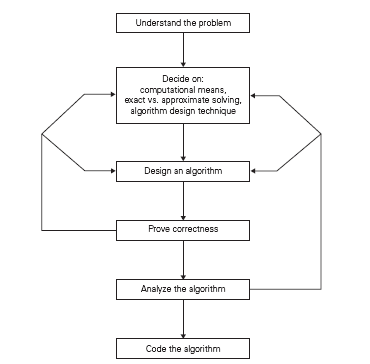 Understand the problem
Decide on:
computational means,
exact vs. approximate solving,
algorithm design technique
Design an algorithm
Prove correctness
Analyze the algorithm
Code the algorithm